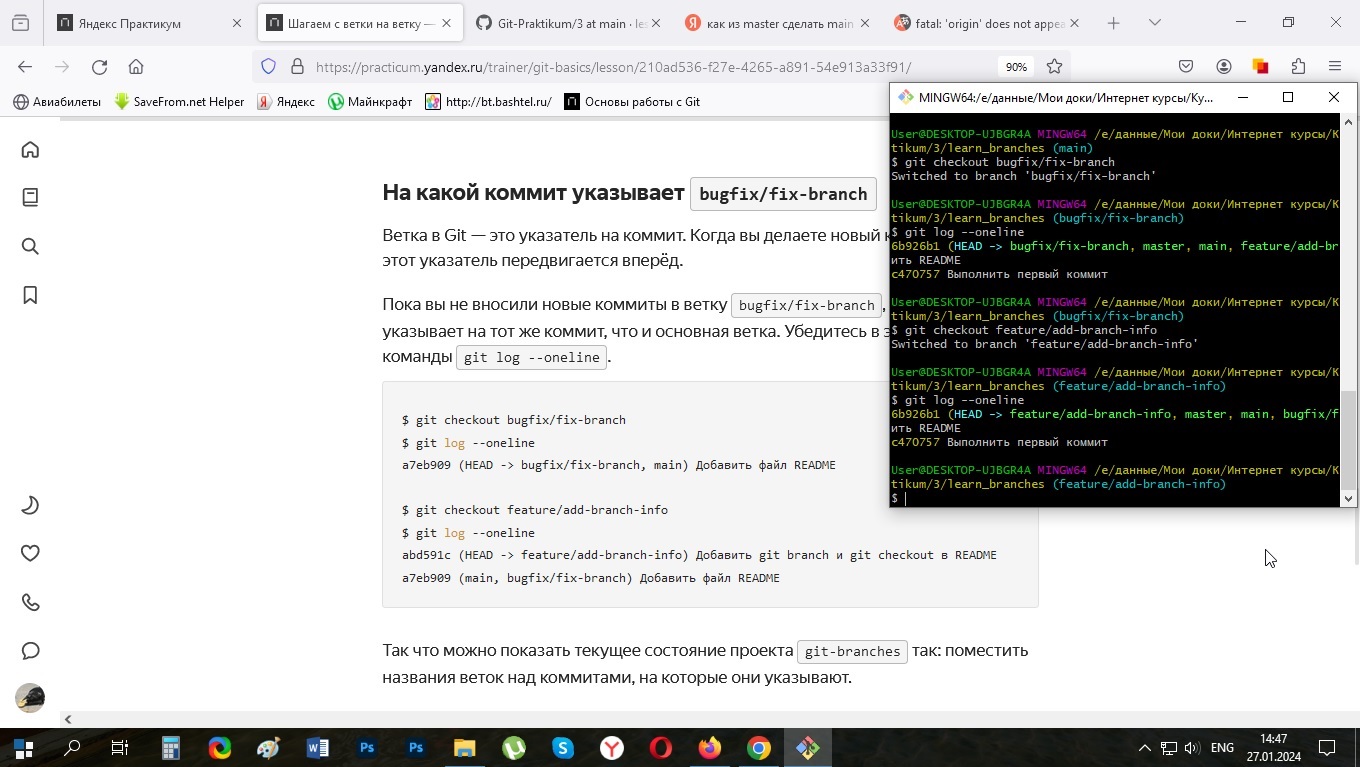 Яндекс Практикум
Шагаем с ветки на ветку —
Git-Praktikum/3 at main · les
как из master сделать main
fatal: 'origin' does not appea
https://practicum.yandex.ru/trainer/git-basics/lesson/210ad536-f27e-4265-a891-54e913a33f91/
90%
Авиабилеты
SaveFrom.net Helper
Яндекс
Майнкрафт
http://bt.bashtel.ru/
Основы работы с Git
На какой коммит указывает bugfix/fix-branch
Ветка в Git — это указатель на коммит. Когда вы делаете новый
этот указатель передвигается вперёд.
Пока вы не вносили новые коммиты в ветку bugfix/fix-branch,
указывает на тот же коммит, что и основная ветка. Убедитесь в
команды git log --oneline.
$ git checkout bugfix/fix-branch
$ git log --oneline
a7eb909 (HEAD -> bugfix/fix-branch, main) Добавить файл README
$ git checkout feature/add-branch-info
$ git log --oneline
abd591c (HEAD -> feature/add-branch-info) Добавить git branch и git checkout в README
a7eb909 (main, bugfix/fix-branch) Добавить файл README
Так что можно показать текущее состояние проекта git-branches так: поместить
названия веток над коммитами, на которые они указывают.
MINGW64:/e/данные/Мои доки/Интернет курсы/Ку...
User@DESKTOP-UJBGR4A MINGW64 /e/данные/Мои доки/Интернет курсы/К
tikum/3/learn_branches (main)
$ git checkout bugfix/fix-branch
Switched to branch 'bugfix/fix-branch'
User@DESKTOP-UJBGR4A MINGW64 /e/данные/Мои доки/Интернет курсы/К
tikum/3/learn_branches (bugfix/fix-branch)
$ git log --oneline
6b926b1 (HEAD -> bugfix/fix-branch, master, main, feature/add-br
ить README
c470757 Выполнить первый коммит
User@DESKTOP-UJBGR4A MINGW64 /e/данные/Мои доки/Интернет курсы/К
tikum/3/learn_branches (bugfix/fix-branch)
$ git checkout feature/add-branch-info
Switched to branch 'feature/add-branch-info'
User@DESKTOP-UJBGR4A MINGW64 /e/данные/Мои доки/Интернет курсы/К
tikum/3/learn_branches (feature/add-branch-info)
$ git log --oneline
6b926b1 (HEAD -> feature/add-branch-info, master, main, bugfix/f
ить README
c470757 Выполнить первый коммит
User@DESKTOP-UJBGR4A MINGW64 /e/данные/Мои доки/Интернет курсы/К
tikum/3/learn_branches (feature/add-branch-info)
$
ENG
14:47
27.01.2024